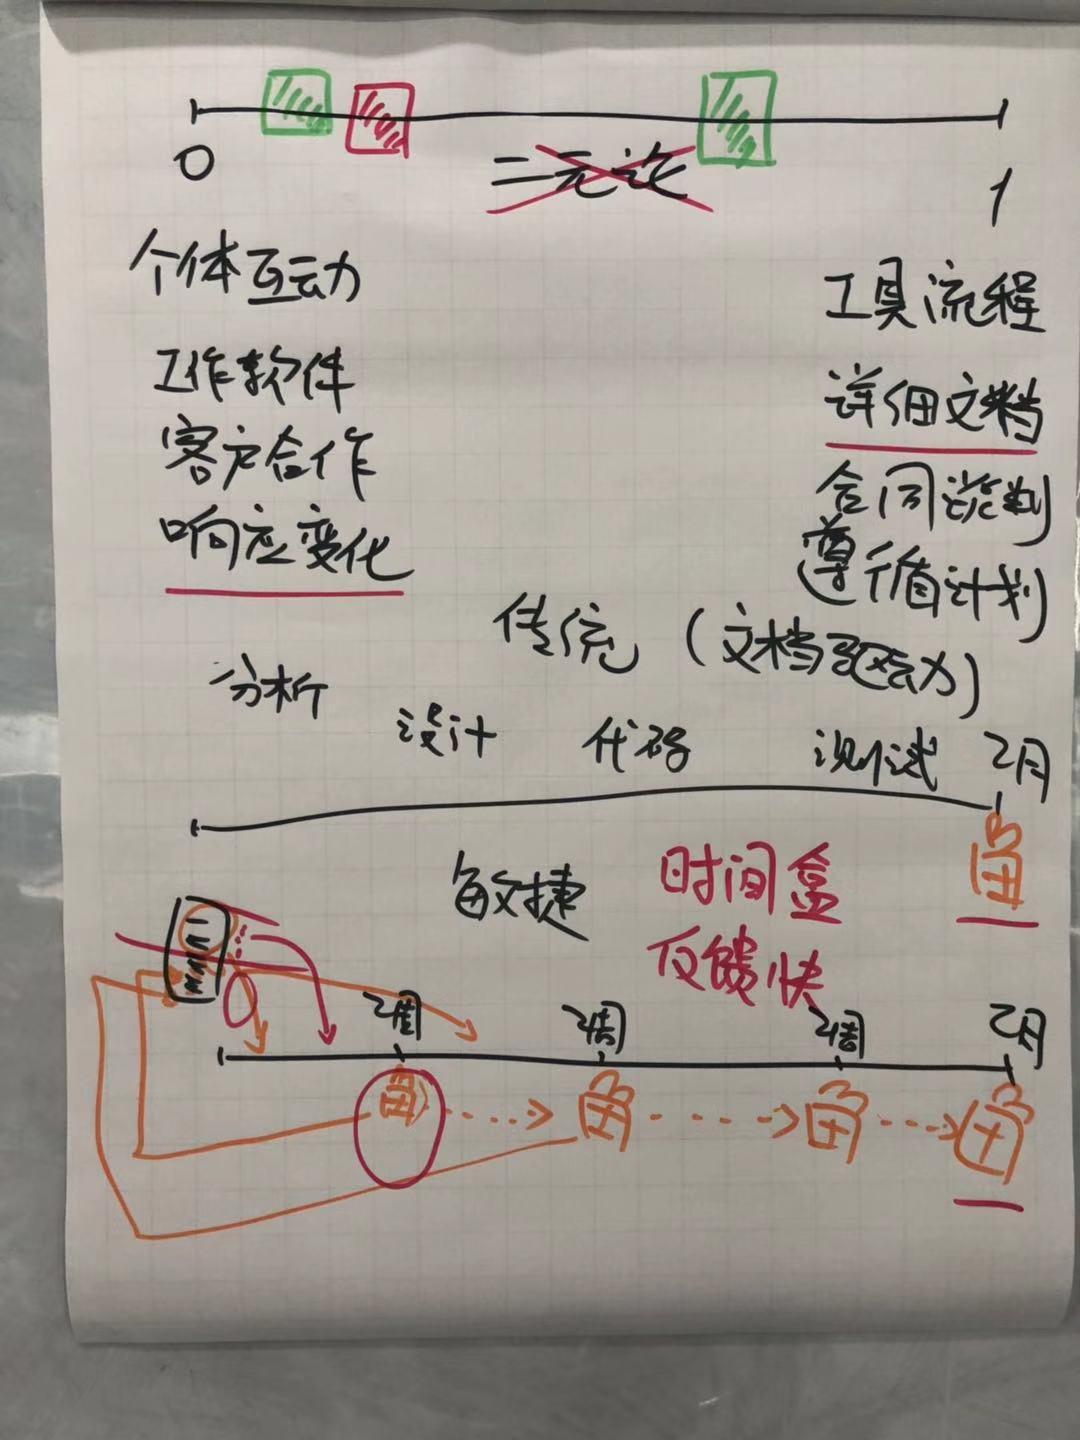 0
二元论
1
个体互动
工具流程
工作软件
详细文档
客户合作
合同谈判
响应变化
遵循计划
传统（文档驱动）
分析
设计
代码
测试
2月
敏捷
时间盒
反馈快
2周
2周
2周
2月